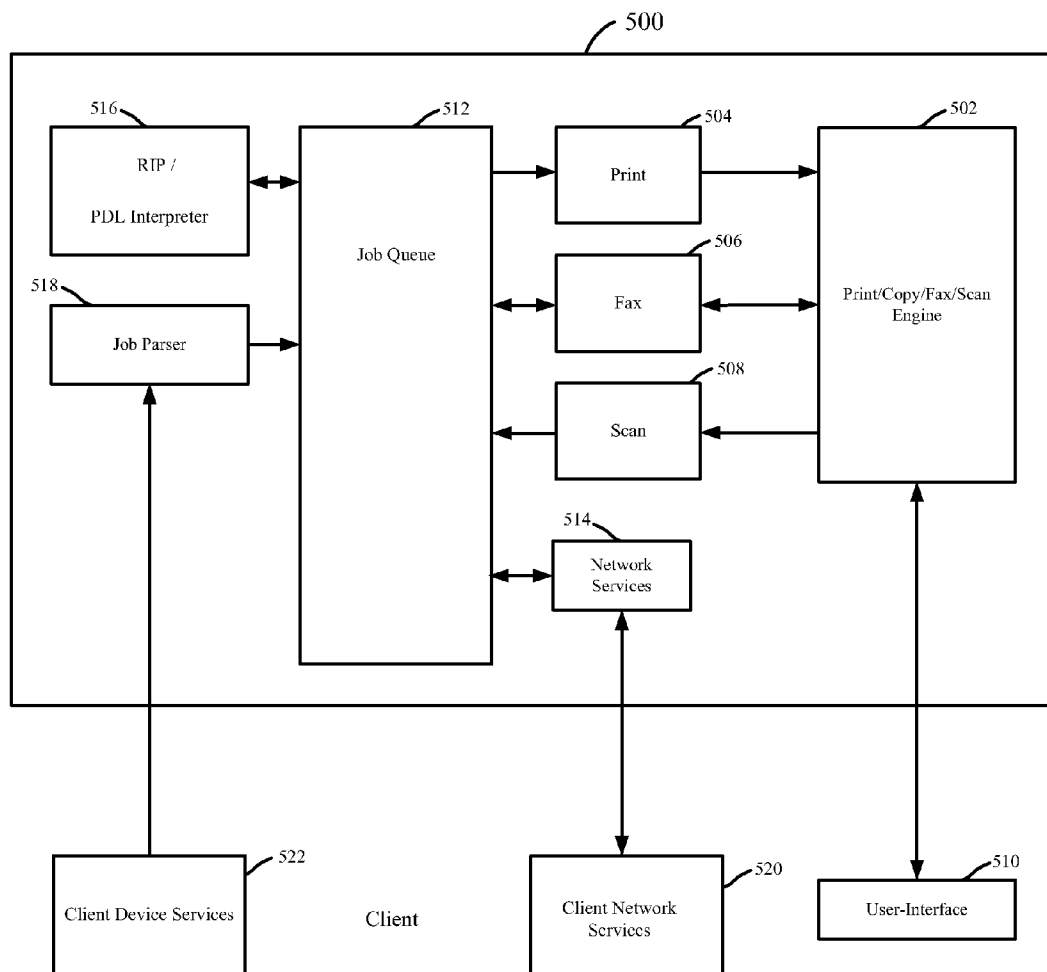 500
516
512
504
502
RIP /
PDL Interpreter
Print
506
Job Queue
Fax
Print/Copy/Fax/Scan
Engine
518
Job Parser
508
Scan
514
Network
Services
522
Client Device Services
Client
520
Client Network
Services
510
User-Interface